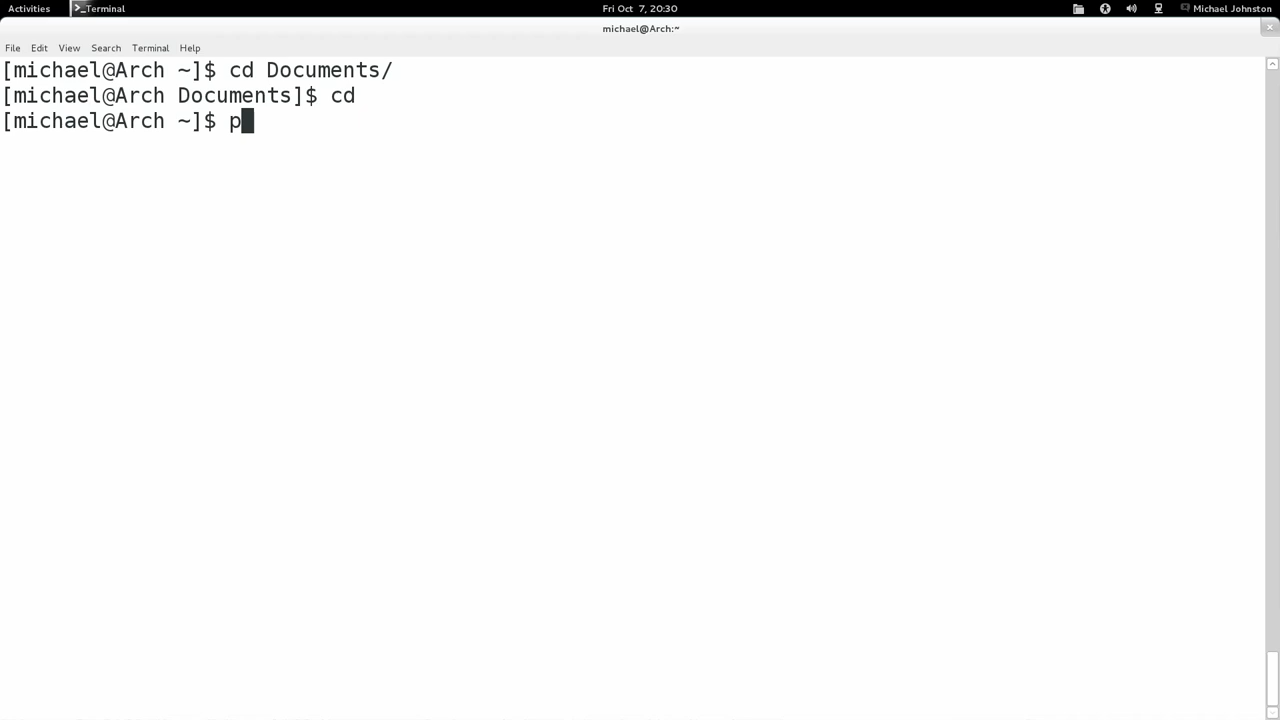 Activities >_Terminal Fri Oct 7, 20:30 Michael Johnston
michael@Arch:~
File Edit View Search Terminal Help
[michael@Arch ~]$ cd Documents/
[michael@Arch Documents]$ cd
[michael@Arch ~]$ p